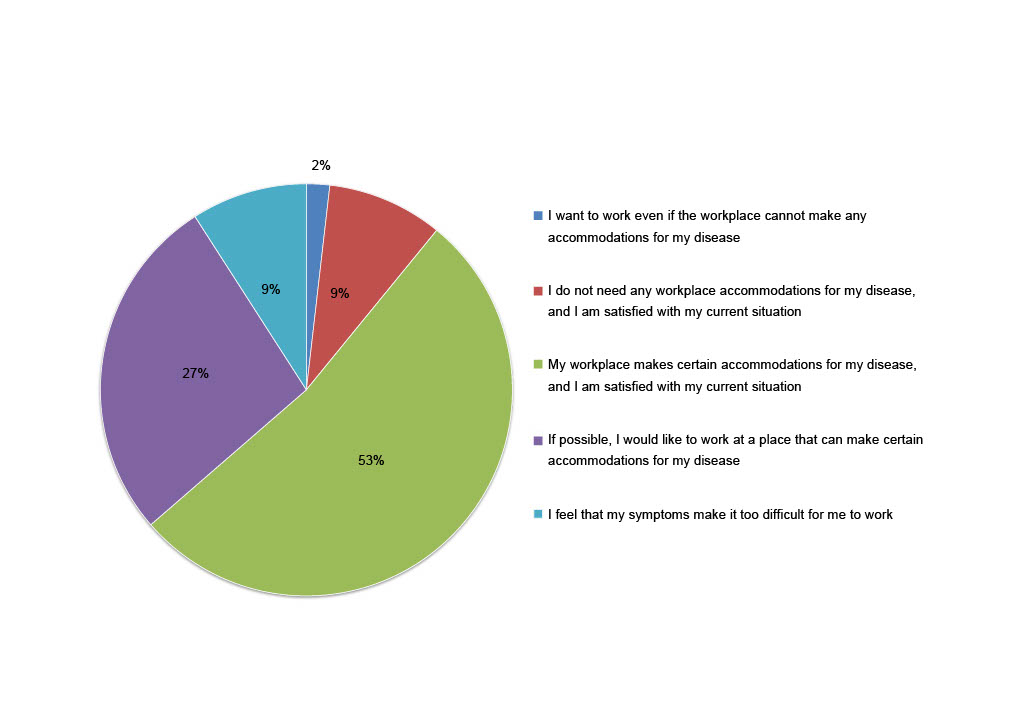 2%
9%
9%
27%
53%
I want to work even if the workplace cannot make any
accommodations for my disease
I do not need any workplace accommodations for my disease,
and I am satisfied with my current situation
My workplace makes certain accommodations for my disease,
and I am satisfied with my current situation
If possible, I would like to work at a place that can make certain
accommodations for my disease
I feel that my symptoms make it too difficult for me to work